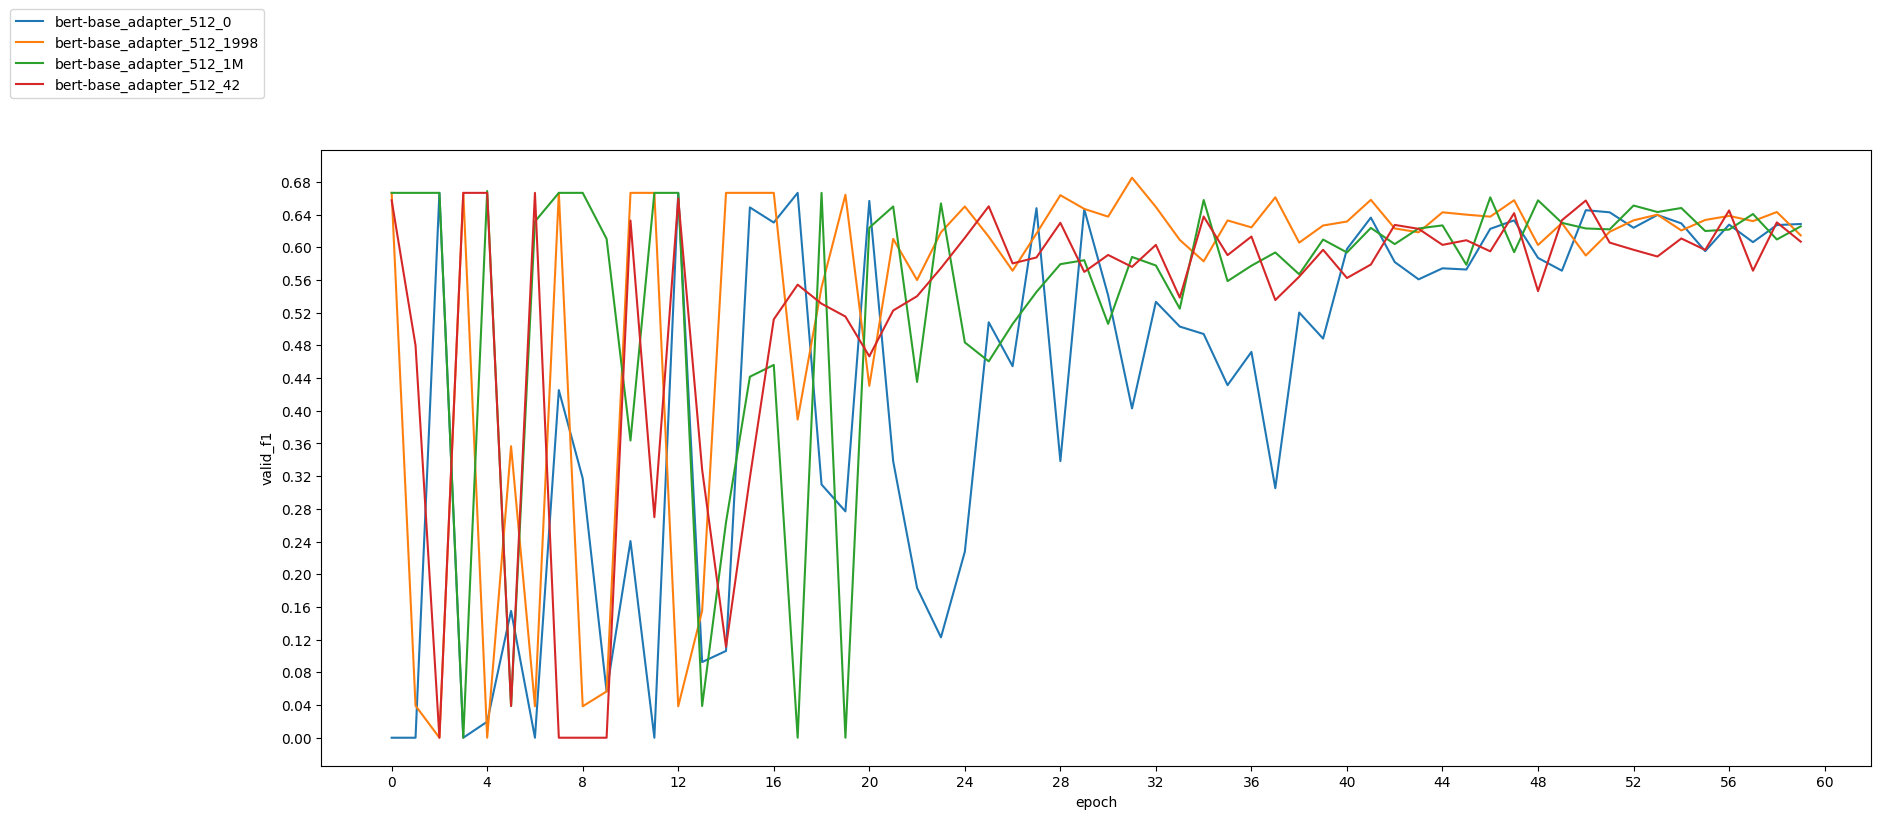 bert-base_adapter_512_0
bert-base_adapter_512_1998
bert-base_adapter_512_1M
bert-base_adapter_512_42
0.68
0.64
0.60
0.56
0.52
0.48
0.44
0.40
0.36
0.32
0.28
0.24
0.20
0.16
0.12
0.08
0.04
0.00
valid_f1
0 4 8 12 16 20 24 28 32 36 40 44 48 52 56 60
epoch